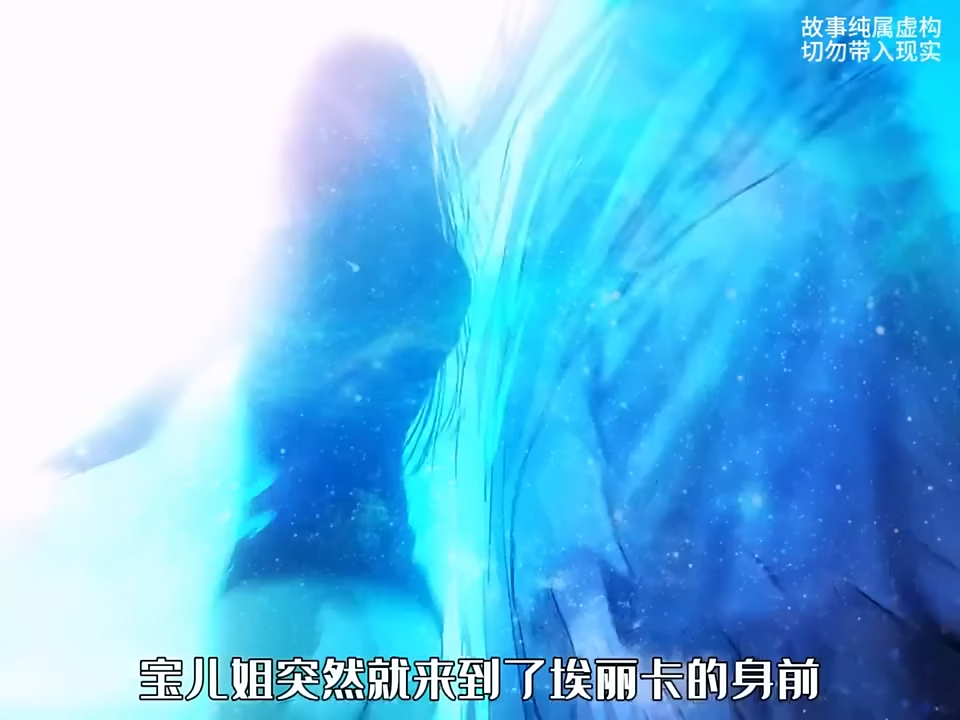 故事纯属虚构
切勿带入现实
宝儿姐突然就来到了埃丽卡的身前